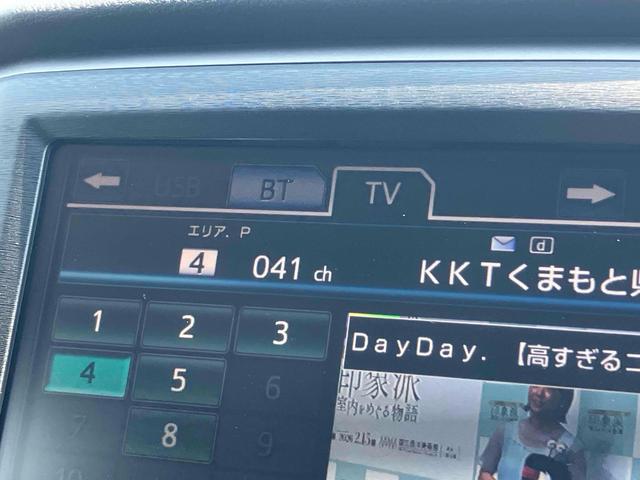 USB BT TV
エリア. P
4 041 ch
d
KKTくまもと県
1 2 3
4 5 6
7 8 9
10
DayDay. 【高すぎる
印象派
室内をめぐる物語